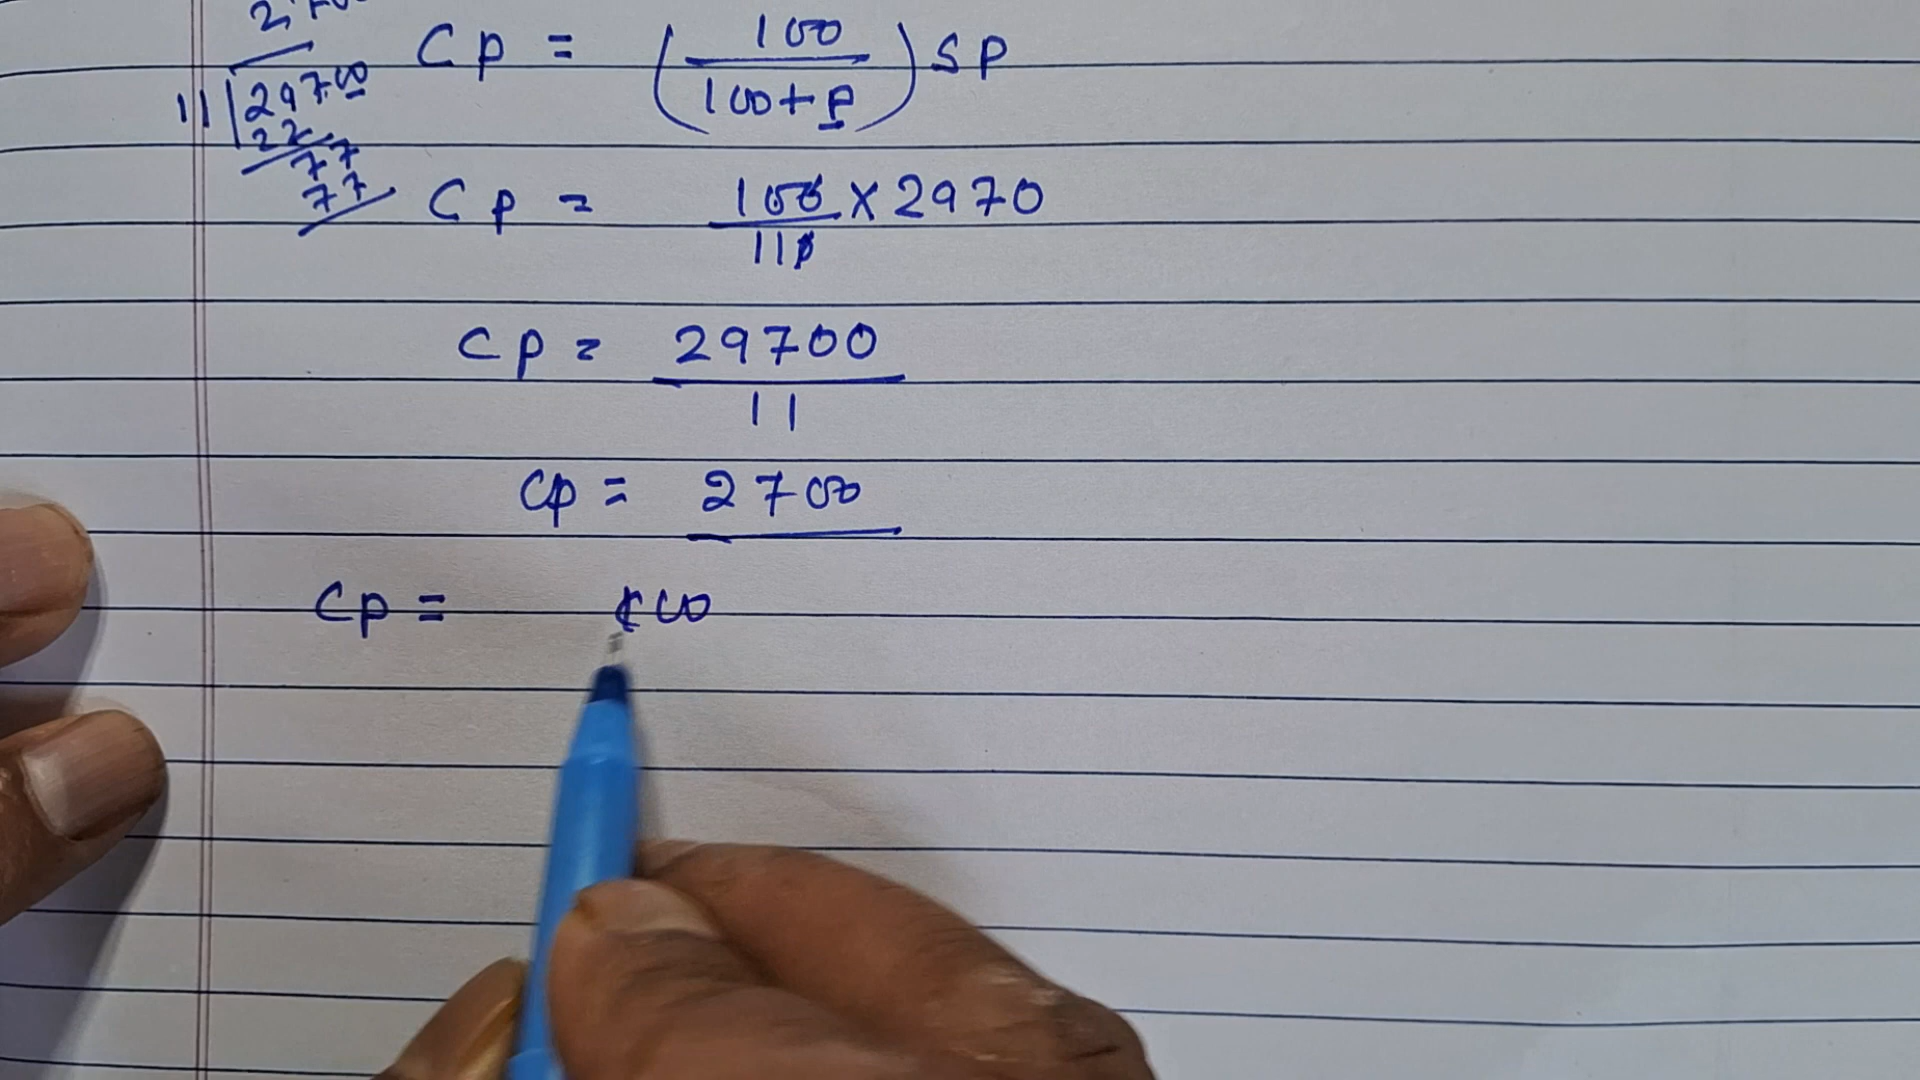 CP = (100/100+P) SP
11 29700
22
77
77
CP = 100 × 2970
110
CP = 29700
11
CP = 2700
CP =